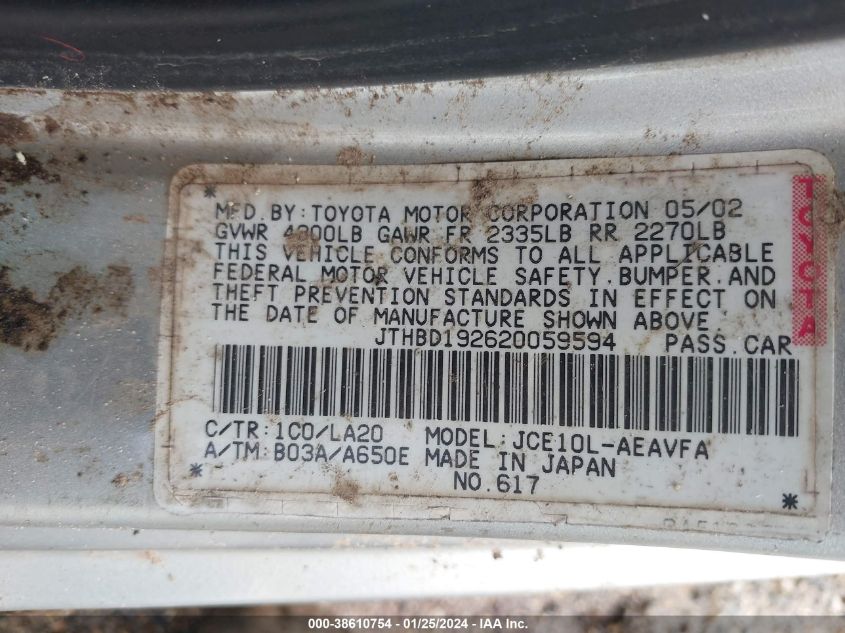 MFD. BY: TOYOTA MOTOR CORPORATION 05/02
GVWR 4300LB GAWR FR 2335LB RR 2270LB
THIS VEHICLE CONFORMS TO ALL APPLICABLE
FEDERAL MOTOR VEHICLE SAFETY, BUMPER, AND
THEFT PREVENTION STANDARDS IN EFFECT ON
THE DATE OF MANUFACTURE SHOWN ABOVE.
JTHBD192620059594 PASS. CAR
C/TR: 1C0/LA20 MODEL: JCE10L-AEAVFA
A/TM: B03A/A650E MADE IN JAPAN
NO. 617
TOYOTA
000-38610754 - 01/25/2024 - IAA Inc.